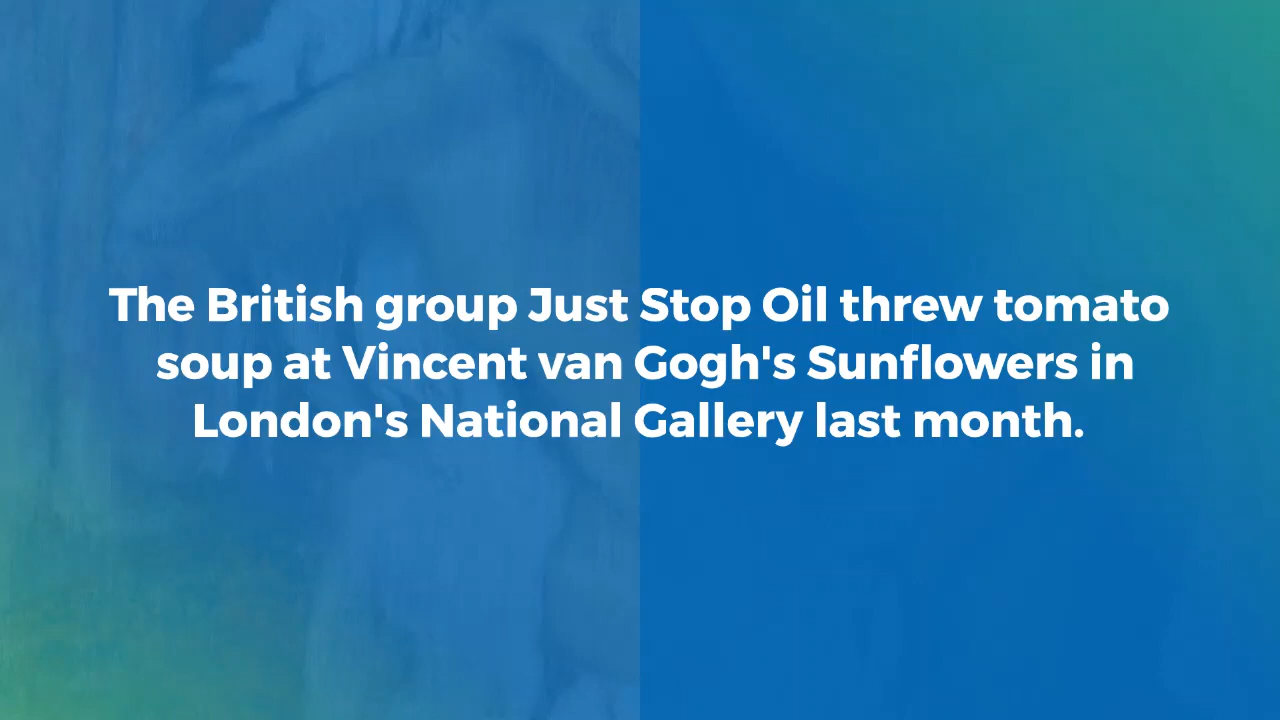 The British group Just Stop Oil threw tomato
soup at Vincent van Gogh's Sunflowers in
London's National Gallery last month.